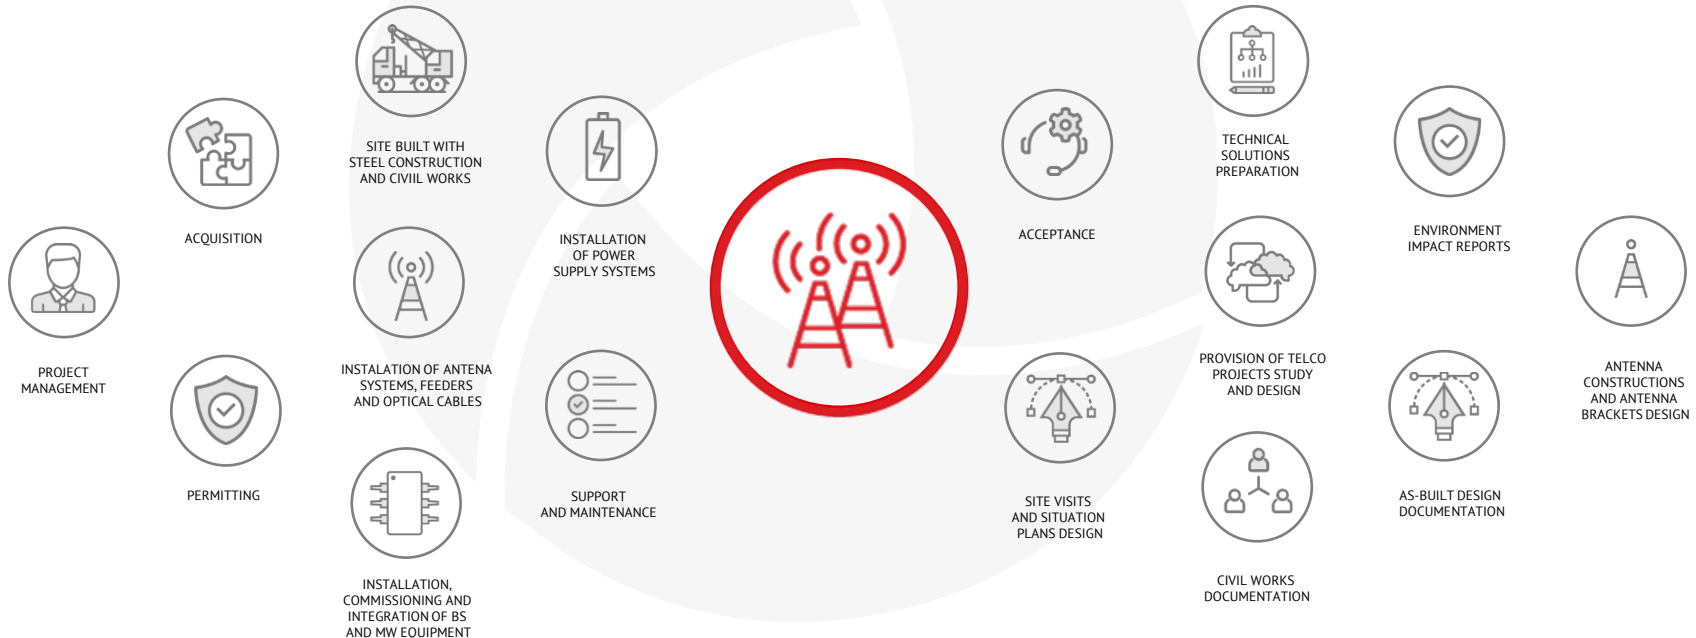 PROJECT
MANAGEMENT
ACQUISITION
PERMITTING
SITE BUILT WITH
STEEL CONSTRUCTION
AND CIVIIL WORKS
INSTALATION OF ANTENA
SYSTEMS, FEEDERS
AND OPTICAL CABLES
INSTALLATION,
COMMISSIONING AND
INTEGRATION OF BS
AND MW EQUIPMENT
INSTALLATION
OF POWER
SUPPLY SYSTEMS
SUPPORT
AND MAINTENANCE
ACCEPTANCE
SITE VISITS
AND SITUATION
PLANS DESIGN
TECHNICAL
SOLUTIONS
PREPARATION
PROVISION OF TELCO
PROJECTS STUDY
AND DESIGN
CIVIL WORKS
DOCUMENTATION
ENVIRONMENT
IMPACT REPORTS
AS-BUILT DESIGN
DOCUMENTATION
ANTENNA
CONSTRUCTIONS
AND ANTENNA
BRACKETS DESIGN